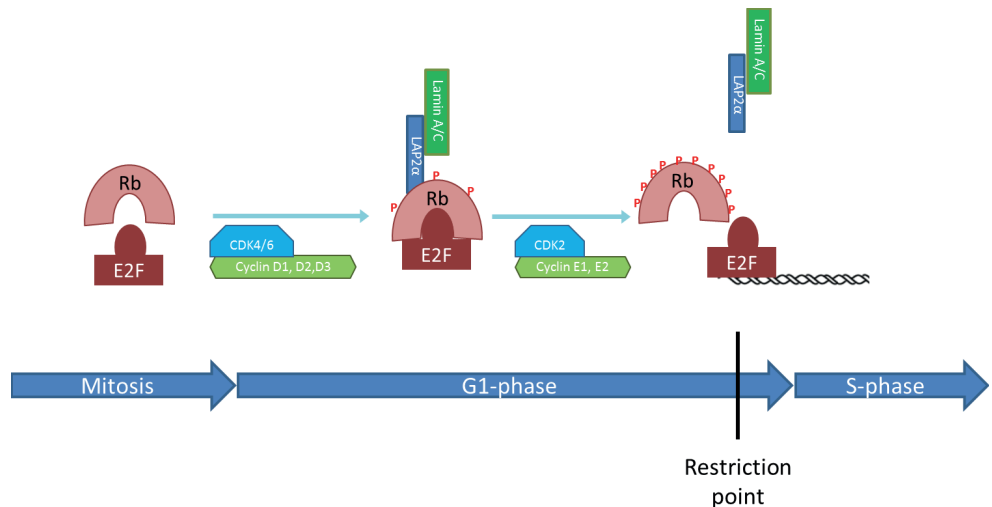 Lamin A/C
LAP2α
Lamin A/C
LAP2α
P
P
P
Rb
E2F
CDK4/6
Cyclin D1, D2,D3
Rb
E2F
CDK2
Cyclin E1, E2
P
P
P
P
P
P
P
P
P
P
Rb
E2F
Mitosis
G1-phase
S-phase
Restriction
point